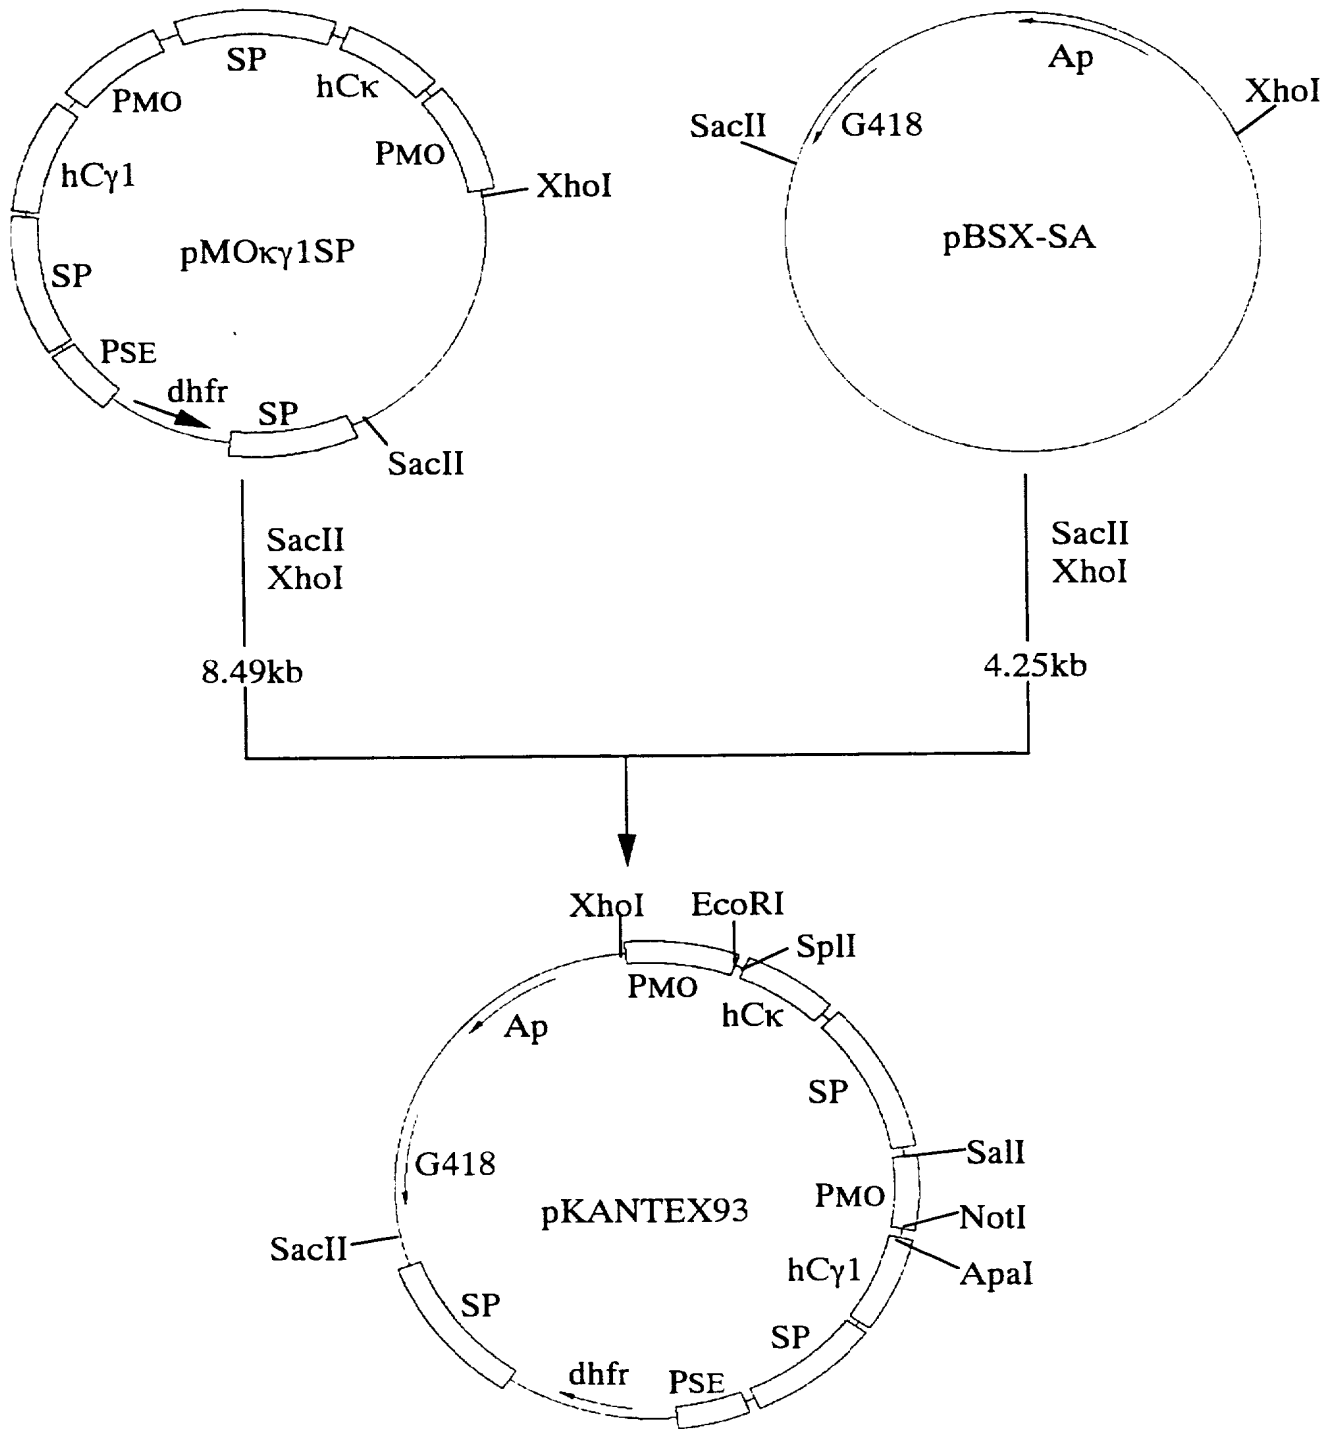 SP
hCκ
PMO
PMO
hCγ1
XhoI
pMOκγ1SP
SP
PSE
dhfr
SP
SacII
Ap
XhoI
SacII
G418
pBSX-SA
SacII
XhoI
8.49kb
SacII
XhoI
4.25kb
XhoI
EcoRI
SplI
PMO
hCκ
Ap
SP
SalI
G418
PMO
pKANTEX93
NotI
SacII
hCγ1
ApaI
SP
SP
dhfr
PSE